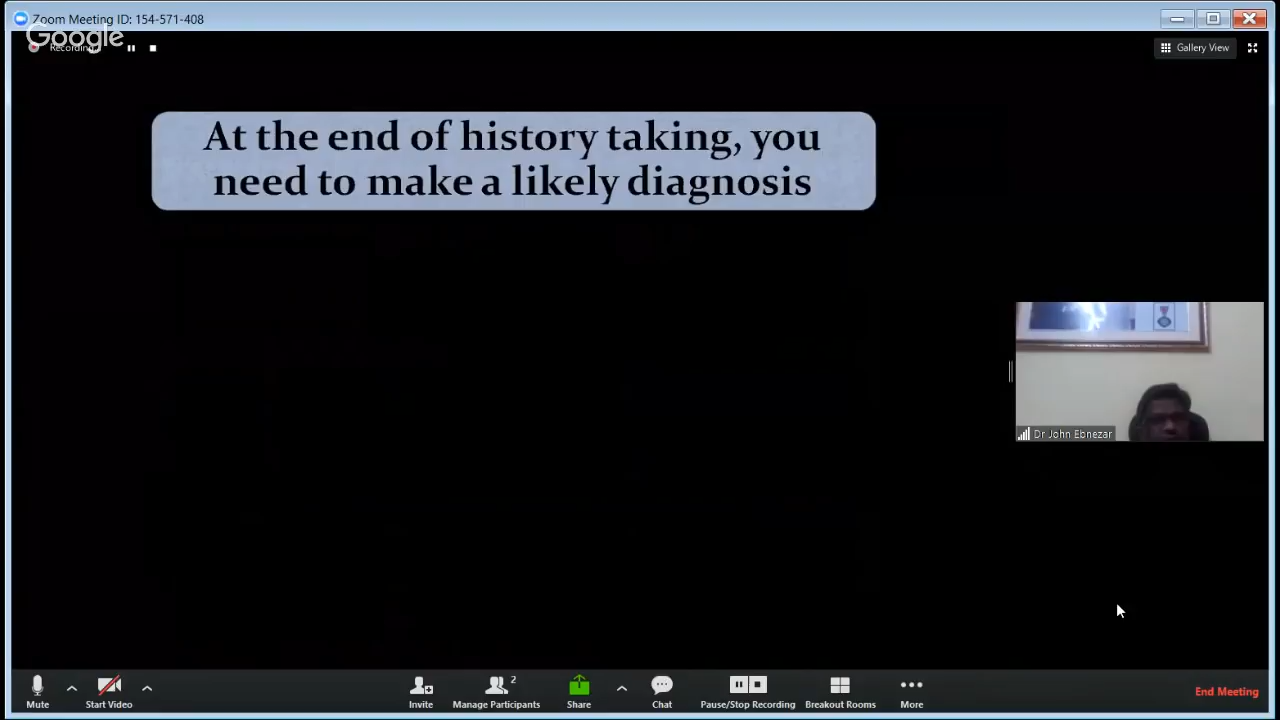 Zoom Meeting ID: 154-571-408
Google
Recording
Gallery View
At the end of history taking, you
need to make a likely diagnosis
Dr John Ebnezar
Mute
Start Video
Invite
2
Manage Participants
Share
Chat
Pause/Stop Recording
Breakout Rooms
More
End Meeting